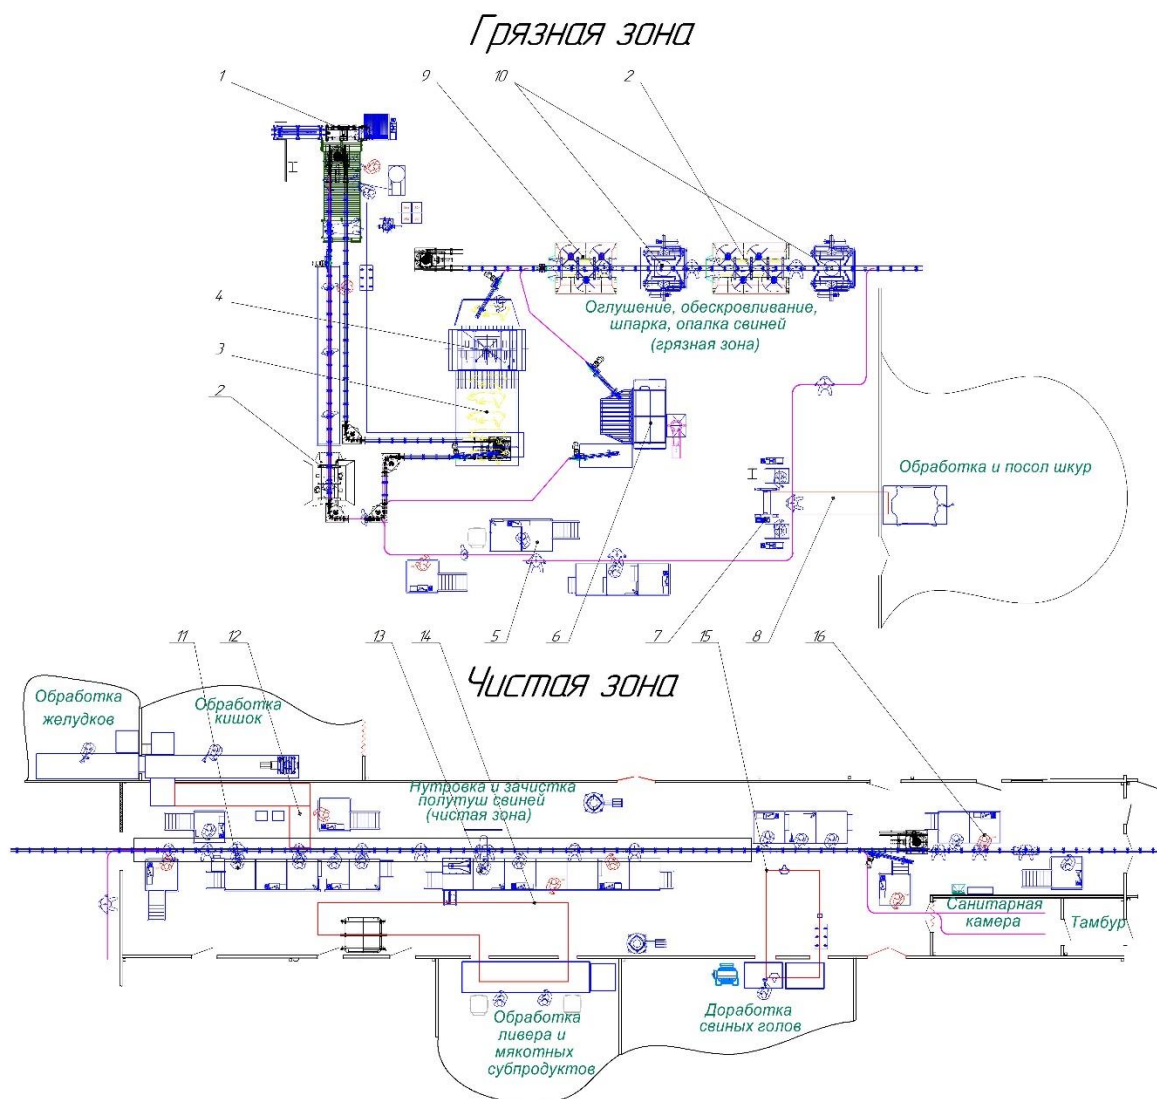 Грязная зона
1
9
10
2
4
3
2
Оглушение, обескровливание,
шпарка, опалка свиней
(грязная зона)
Обработка и посол шкур
5
6
7
8
Чистая зона
11
12
13
14
15
16
Обработка
желудков
Обработка
кишок
Нутровка и зачистка
полутуш свиней
(чистая зона)
Санитарная
камера
Тамбур
Обработка
ливера и
мякотных
субпродуктов
Доработка
свиных голов